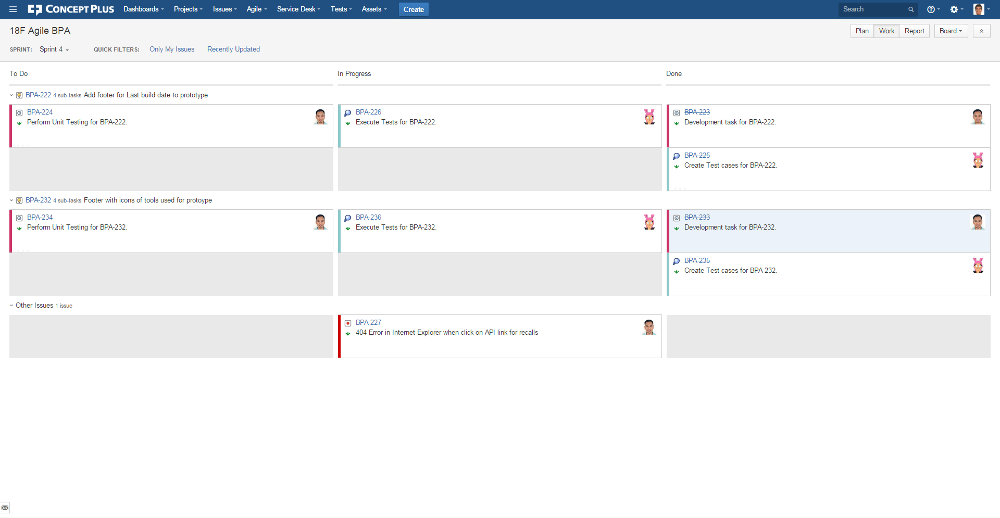 CONCEPT PLUS Dashboards Projects Issues Agile Service Desk Tests Assets Create Search
18F Agile BPA Plan Work Report Board
SPRINT: Sprint 4 QUICK FILTERS: Only My Issues Recently Updated
To Do In Progress Done
BPA-222 4 sub-tasks Add footer for Last build date to prototype
BPA-224
Perform Unit Testing for BPA-222.
BPA-226
Execute Tests for BPA-222.
BPA-223
Development task for BPA-222.
BPA-225
Create Test cases for BPA-222.
BPA-232 4 sub-tasks Footer with icons of tools used for protoype
BPA-234
Perform Unit Testing for BPA-232.
BPA-236
Execute Tests for BPA-232.
BPA-233
Development task for BPA-232.
BPA-235
Create Test cases for BPA-232.
Other Issues 1 issue
BPA-227
404 Error in Internet Explorer when click on API link for recalls